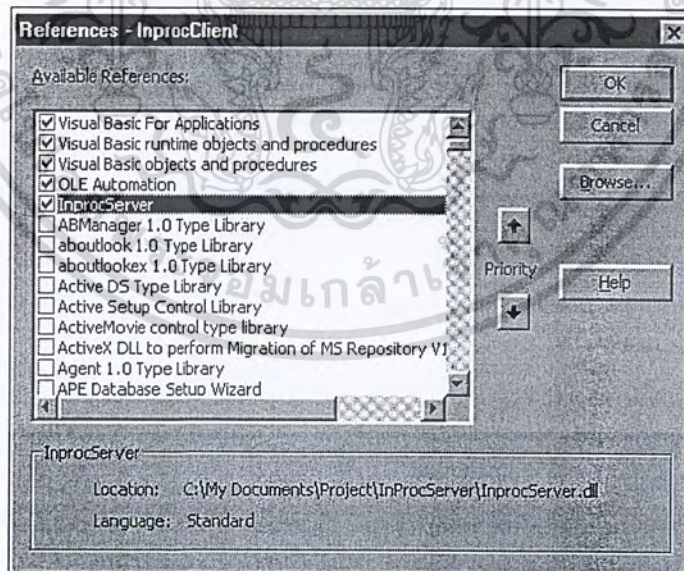 References - InprocClient
Available References:
Visual Basic For Applications
Visual Basic runtime objects and procedures
Visual Basic objects and procedures
OLE Automation
InprocServer
ABManager 1.0 Type Library
aboutlook 1.0 Type Library
aboutlookex 1.0 Type Library
Active DS Type Library
Active Setup Control Library
ActiveMovie control type library
ActiveX DLL to perform Migration of MS Repository V1
Agent 1.0 Type Library
APE Database Setup Wizard
OK
Cancel
Browse...
Priority
Help
InprocServer
Location: C:\My Documents\Project\InProcServer\InprocServer.dll
Language: Standard